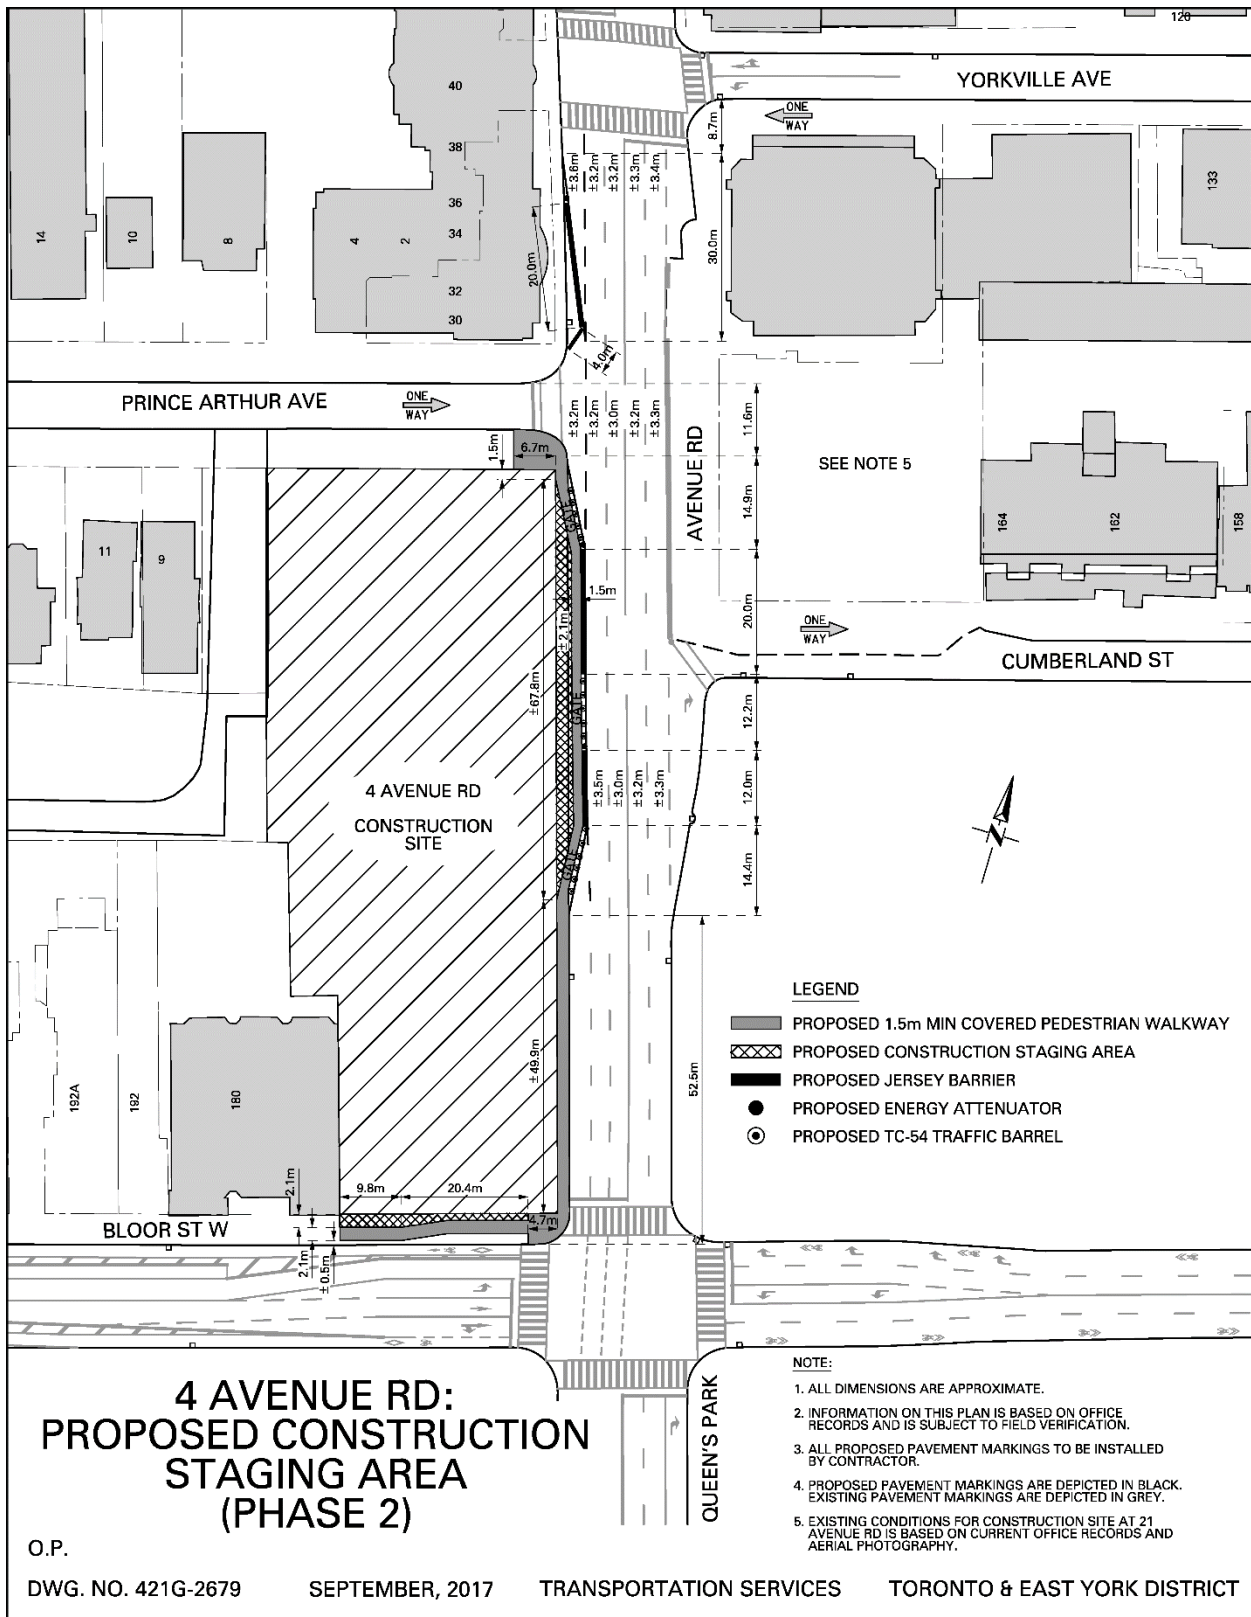 120
YORKVILLE AVE
ONE
WAY
8.7m
40
38
36
34
32
30
14
10
8
4
2
±3.6m
±3.2m
±3.2m
±3.3m
±3.4m
30.0m
133
20.0m
4.0m
PRINCE ARTHUR AVE
ONE
WAY
±3.2m
±3.2m
±3.0m
±3.2m
±3.3m
11.6m
AVENUE RD
SEE NOTE 5
1.5m
6.7m
14.9m
GATE
164
162
158
11
9
1.5m
±2.1m
20.0m
ONE
WAY
CUMBERLAND ST
±67.8m
GATE
12.2m
±3.5m
±3.0m
±3.2m
±3.3m
12.0m
4 AVENUE RD
CONSTRUCTION
SITE
N
GATE
14.4m
LEGEND
PROPOSED 1.5m MIN COVERED PEDESTRIAN WALKWAY
PROPOSED CONSTRUCTION STAGING AREA
PROPOSED JERSEY BARRIER
PROPOSED ENERGY ATTENUATOR
PROPOSED TC-54 TRAFFIC BARREL
±49.9m
52.5m
192A
192
180
2.1m
9.8m
20.4m
4.7m
BLOOR ST W
2.1m
±0.5m
QUEEN'S PARK
4 AVENUE RD:
PROPOSED CONSTRUCTION
STAGING AREA
(PHASE 2)
NOTE:
1. ALL DIMENSIONS ARE APPROXIMATE.
2. INFORMATION ON THIS PLAN IS BASED ON OFFICE
RECORDS AND IS SUBJECT TO FIELD VERIFICATION.
3. ALL PROPOSED PAVEMENT MARKINGS TO BE INSTALLED
BY CONTRACTOR.
4. PROPOSED PAVEMENT MARKINGS ARE DEPICTED IN BLACK.
EXISTING PAVEMENT MARKINGS ARE DEPICTED IN GREY.
5. EXISTING CONDITIONS FOR CONSTRUCTION SITE AT 21
AVENUE RD IS BASED ON CURRENT OFFICE RECORDS AND
AERIAL PHOTOGRAPHY.
O.P.
DWG. NO. 421G-2679 SEPTEMBER, 2017 TRANSPORTATION SERVICES TORONTO & EAST YORK DISTRICT